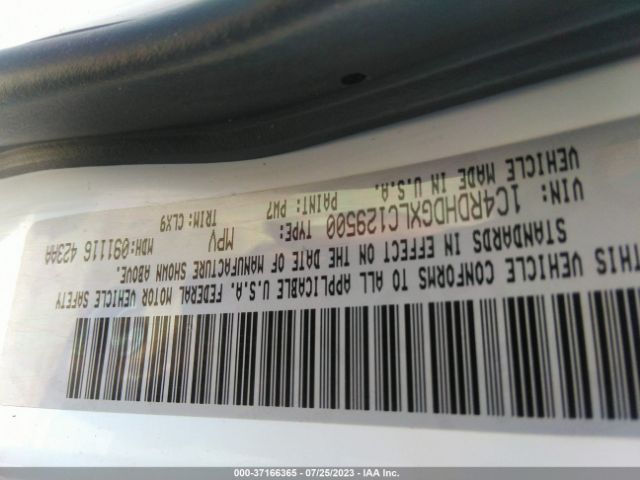 THIS VEHICLE CONFORMS TO ALL APPLICABLE U.S.A. FEDERAL MOTOR VEHICLE SAFETY
STANDARDS IN EFFECT ON THE DATE OF MANUFACTURE SHOWN ABOVE.
VIN: 1C4RDHDGXLC129500 TYPE: MPV MDH:091116 423AA
VEHICLE MADE IN U.S.A. PAINT: PW7 TRIM: CLX9
000-37166365 | 07/25/2023 | IAA Inc.